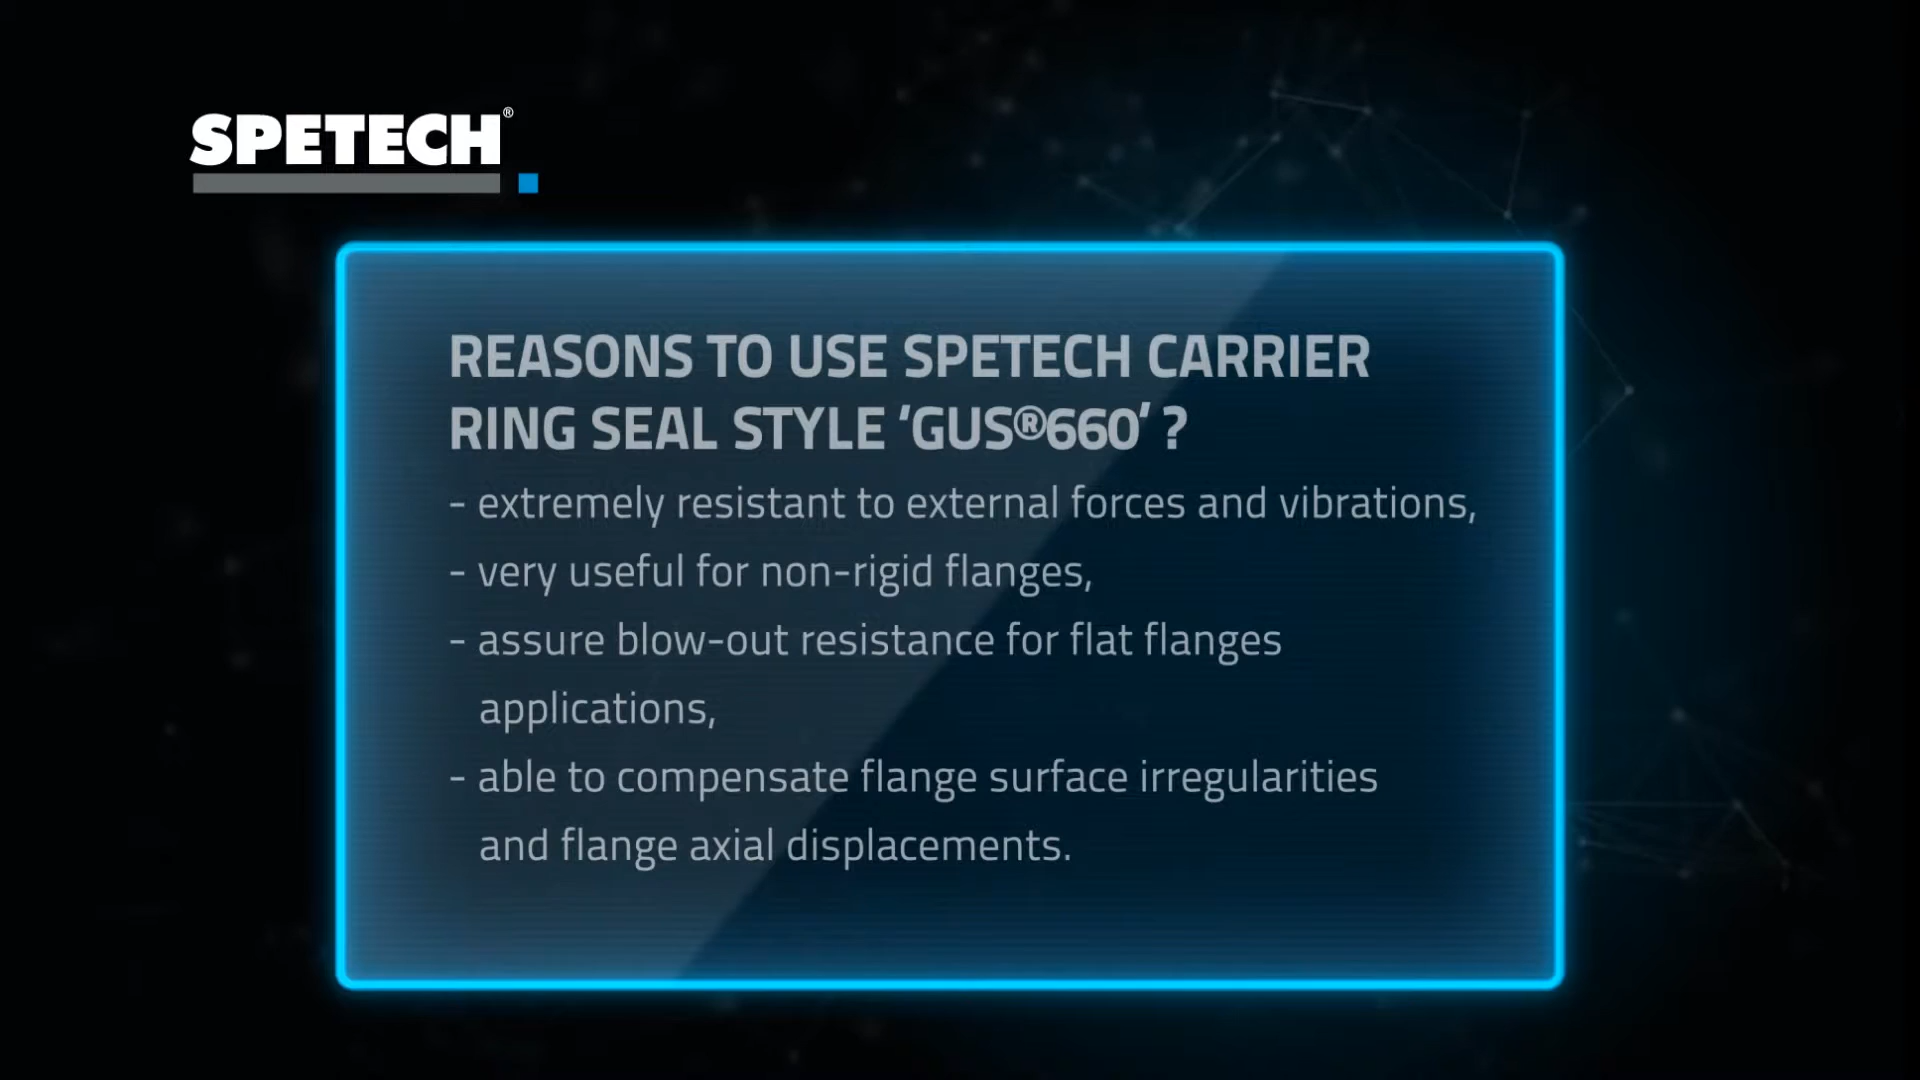 SPETECH®
REASONS TO USE SPETECH CARRIER
RING SEAL STYLE ‘GUS®660’ ?
- extremely resistant to external forces and vibrations,
- very useful for non-rigid flanges,
- assure blow-out resistance for flat flanges
applications,
- able to compensate flange surface irregularities
and flange axial displacements.